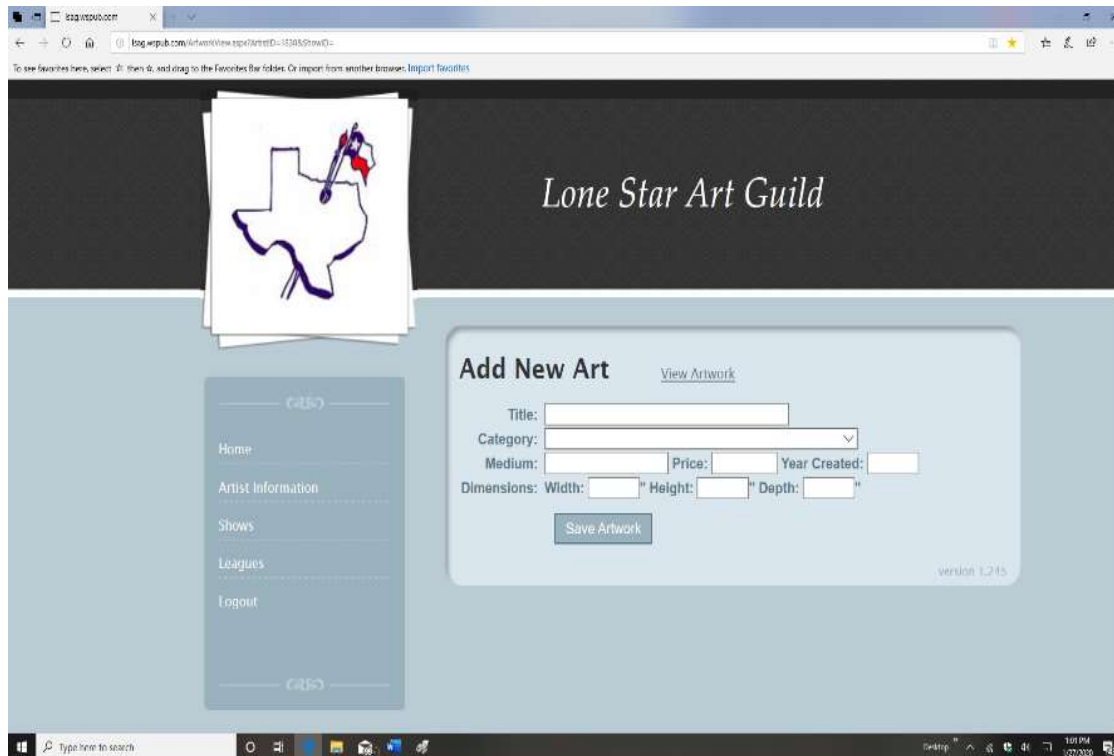 lsag.wspub.com
To see favorites here, select ☆ then ☆, and drag to the Favorites Bar folder. Or import from another browser. Import favorites
Lone Star Art Guild
Home
Artist Information
Shows
Leagues
Logout
Add New Art View Artwork
Title:
Category:
Medium: Price: Year Created:
Dimensions: Width: " Height: " Depth: "
Save Artwork
version 1.245
Type here to search
Desktop
1:01 PM
1/27/2020